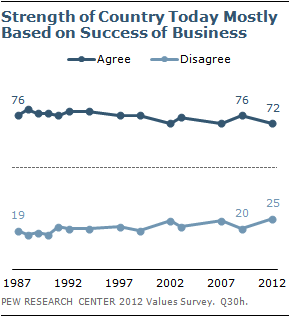 Strength of Country Today Mostly
Based on Success of Business
Agree Disagree
76 76 72
19 20 25
1987 1992 1997 2002 2007 2012
PEW RESEARCH CENTER 2012 Values Survey. Q30h.